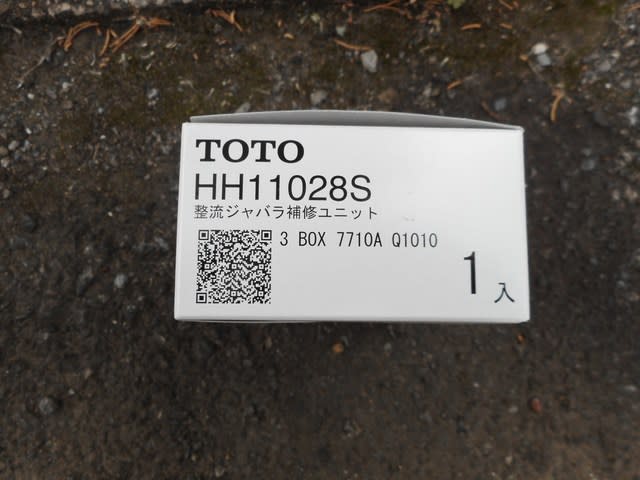 TOTO
HH11028S
整流ジャバラ補修ユニット
3 BOX 7710A Q1010
1入